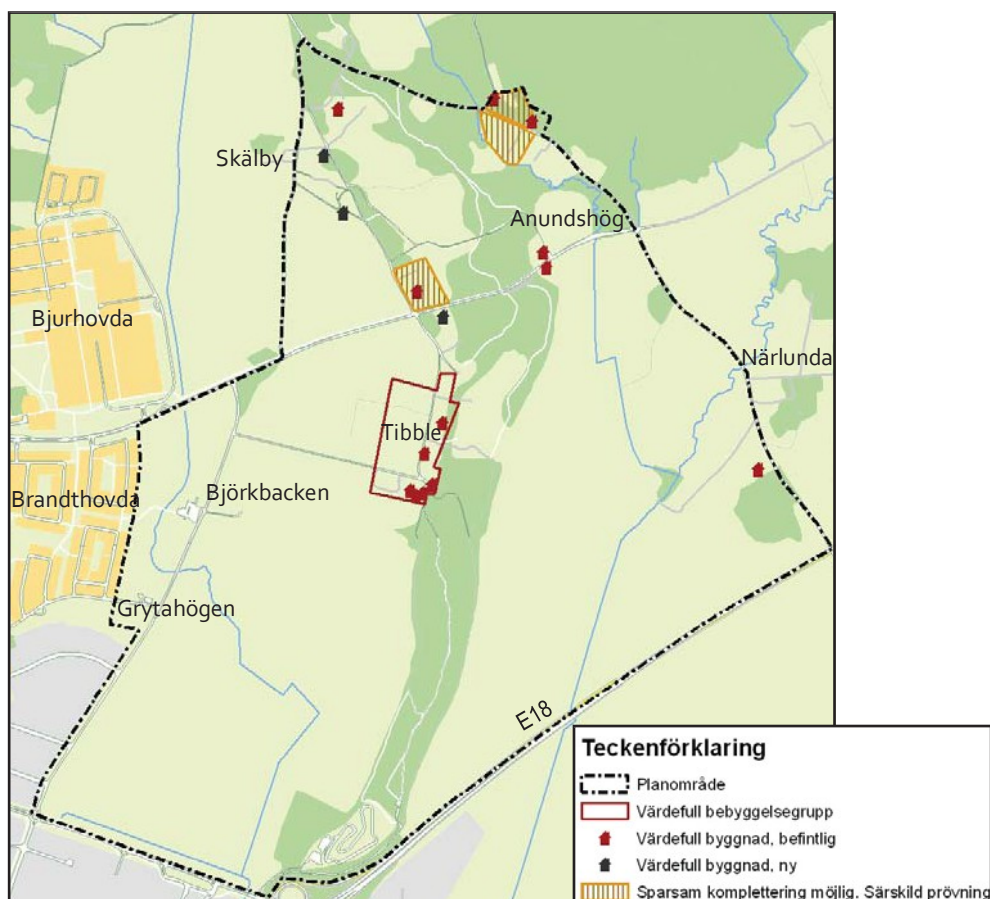 Skälby
Anundshög
Bjurhovda
Närlunda
Tibble
Brandthovda
Björkbacken
Grytahögen
E18
Teckenförklaring
Planområde
Värdefull bebyggelsegrupp
Värdefull byggnad, befintlig
Värdefull byggnad, ny
Sparsam komplettering möjlig. Särskild prövning